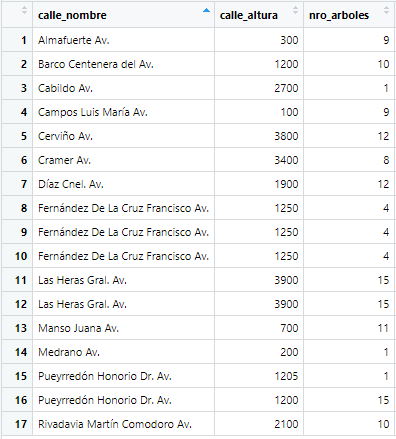 calle_nombre calle_altura nro_arboles
1 Almafuerte Av. 300 9
2 Barco Centenera del Av. 1200 10
3 Cabildo Av. 2700 1
4 Campos Luis María Av. 100 9
5 Cerviño Av. 3800 12
6 Cramer Av. 3400 8
7 Díaz Cnel. Av. 1900 12
8 Fernández De La Cruz Francisco Av. 1250 4
9 Fernández De La Cruz Francisco Av. 1250 4
10 Fernández De La Cruz Francisco Av. 1250 4
11 Las Heras Gral. Av. 3900 15
12 Las Heras Gral. Av. 3900 15
13 Manso Juana Av. 700 11
14 Medrano Av. 200 1
15 Pueyrredón Honorio Dr. Av. 1205 1
16 Pueyrredón Honorio Dr. Av. 1200 15
17 Rivadavia Martín Comodoro Av. 2100 10